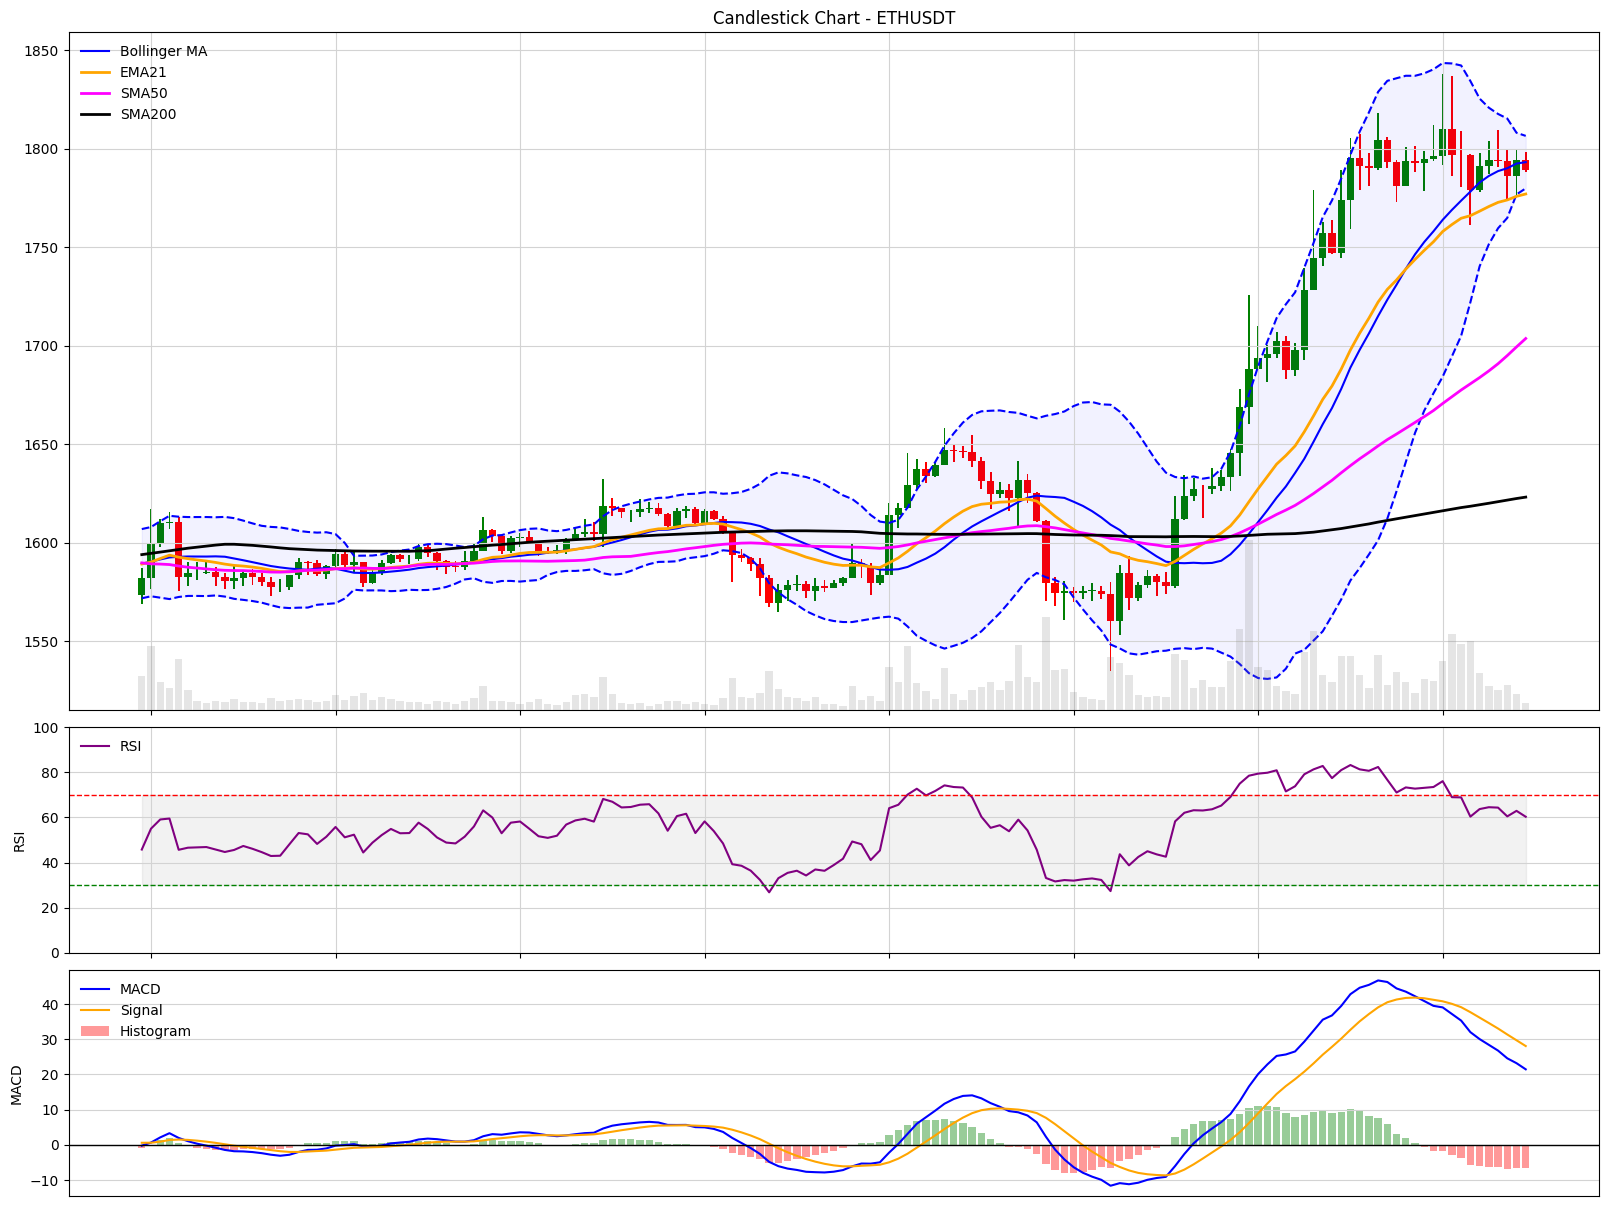 Candlestick Chart - ETHUSDT
1850
1800
1750
1700
1650
1600
1550
Bollinger MA
EMA21
SMA50
SMA200
100
80
60
40
20
0
RSI
RSI
40
30
20
10
0
−10
MACD
MACD
Signal
Histogram